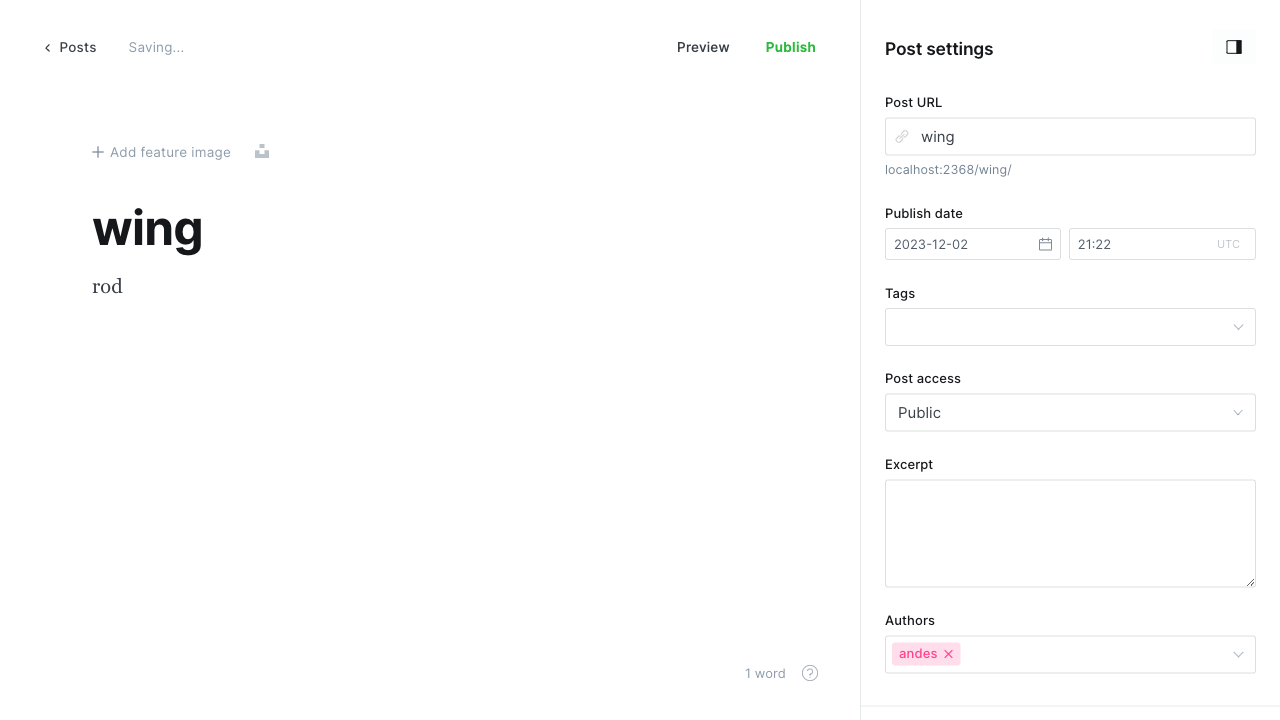 Posts
Saving...
Preview
Publish
Add feature image
wing
rod
1 word
Post settings
Post URL
wing
localhost:2368/wing/
Publish date
2023-12-02
21:22 UTC
Tags
Post access
Public
Excerpt
Authors
andes